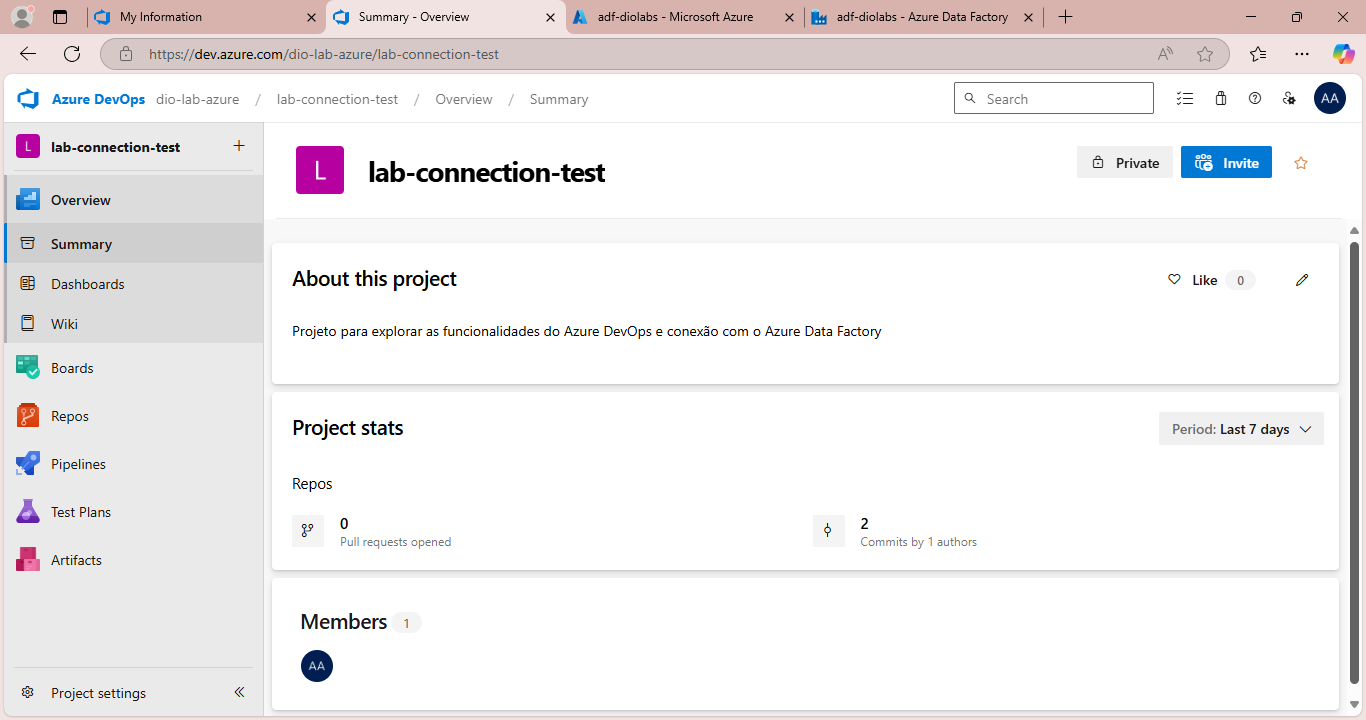 My Information
Summary - Overview
adf-diolabs - Microsoft Azure
adf-diolabs - Azure Data Factory
https://dev.azure.com/dio-lab-azure/lab-connection-test
Azure DevOps dio-lab-azure / lab-connection-test / Overview / Summary
Search
AA
L lab-connection-test
Overview
Summary
Dashboards
Wiki
Boards
Repos
Pipelines
Test Plans
Artifacts
Project settings
L lab-connection-test
Private
Invite
About this project
Like 0
Projeto para explorar as funcionalidades do Azure DevOps e conexão com o Azure Data Factory
Project stats
Period: Last 7 days
Repos
0
Pull requests opened
2
Commits by 1 authors
Members 1
AA